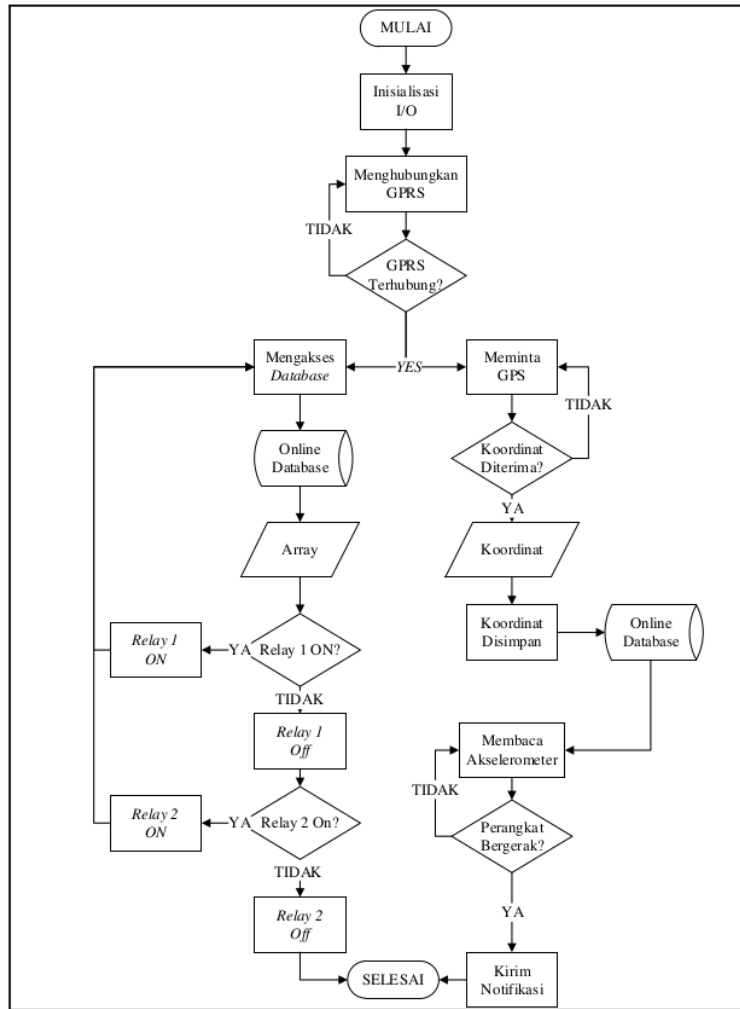 MULAI
Inisialisasi
I/O
Menghubungkan
GPRS
TIDAK
GPRS
Terhubung?
Mengakses
Database
YES
Meminta
GPS
TIDAK
Online
Database
Koordinat
Diterima?
YA
Array
Koordinat
Relay 1
ON
YA
Relay 1 ON?
Koordinat
Disimpan
Online
Database
TIDAK
Relay 1
Off
Membaca
Akselerometer
TIDAK
Relay 2
ON
YA
Relay 2 On?
Perangkat
Bergerak?
TIDAK
YA
Relay 2
Off
SELESAI
Kirim
Notifikasi